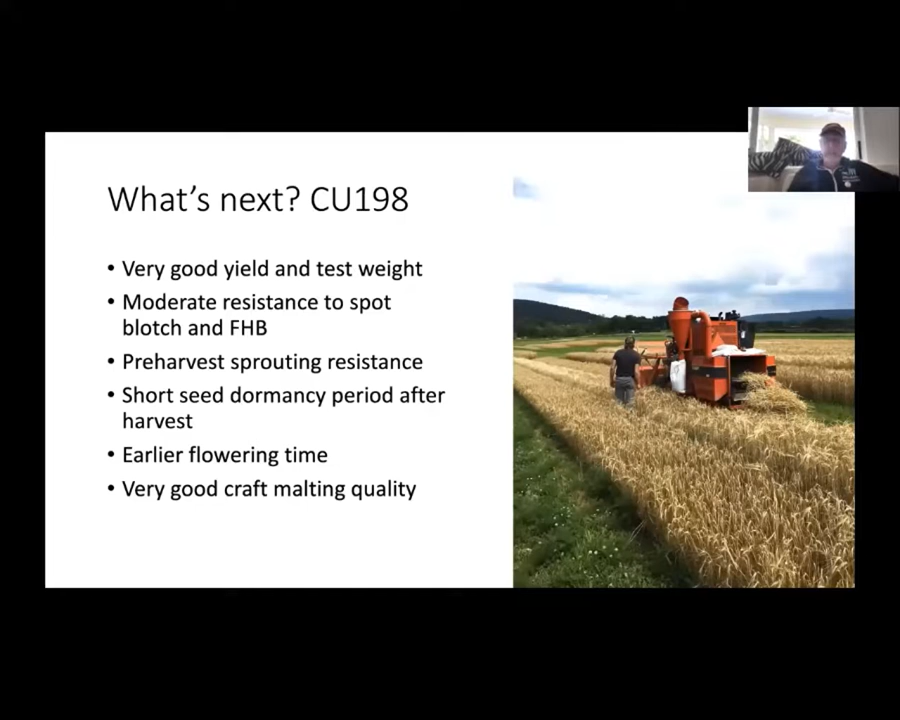 What's next? CU198
• Very good yield and test weight
• Moderate resistance to spot
blotch and FHB
• Preharvest sprouting resistance
• Short seed dormancy period after
harvest
• Earlier flowering time
• Very good craft malting quality